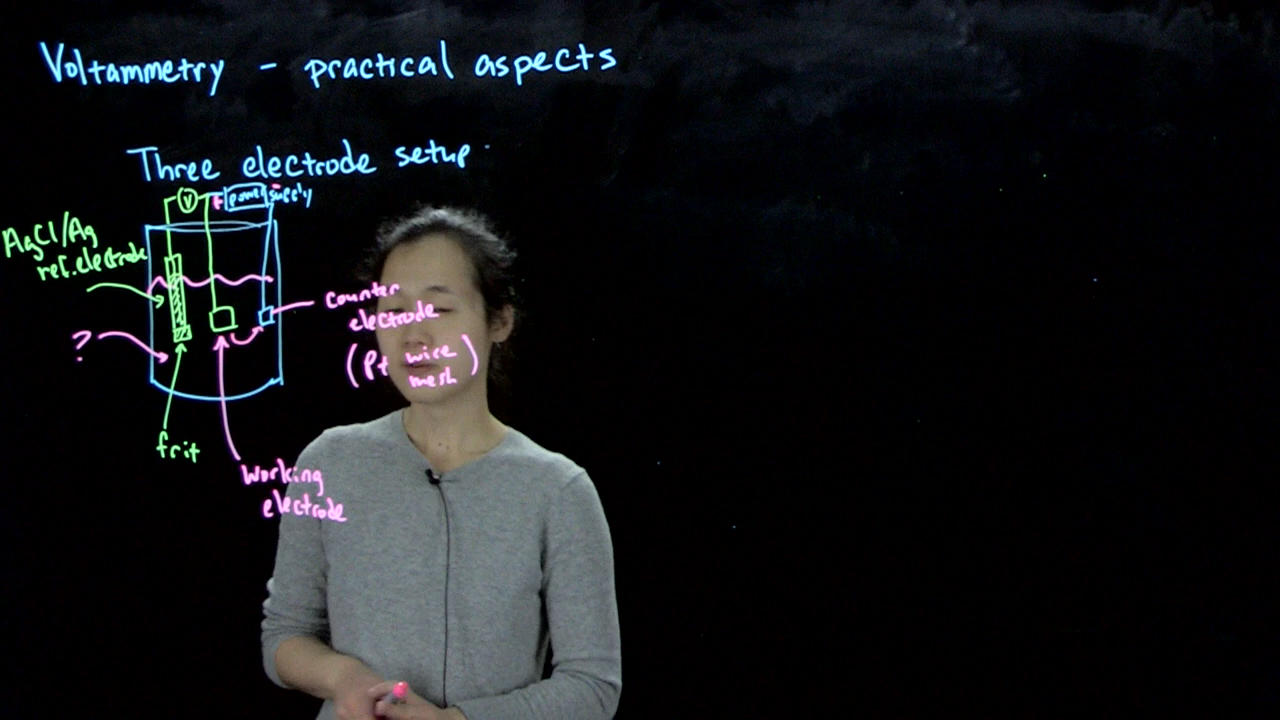 Voltammetry - practical aspects
Three electrode setup
V
power supply
AgCl/Ag
ref. electrode
counter
electrode
(Pt wire
mesh)
?
frit
working
electrode